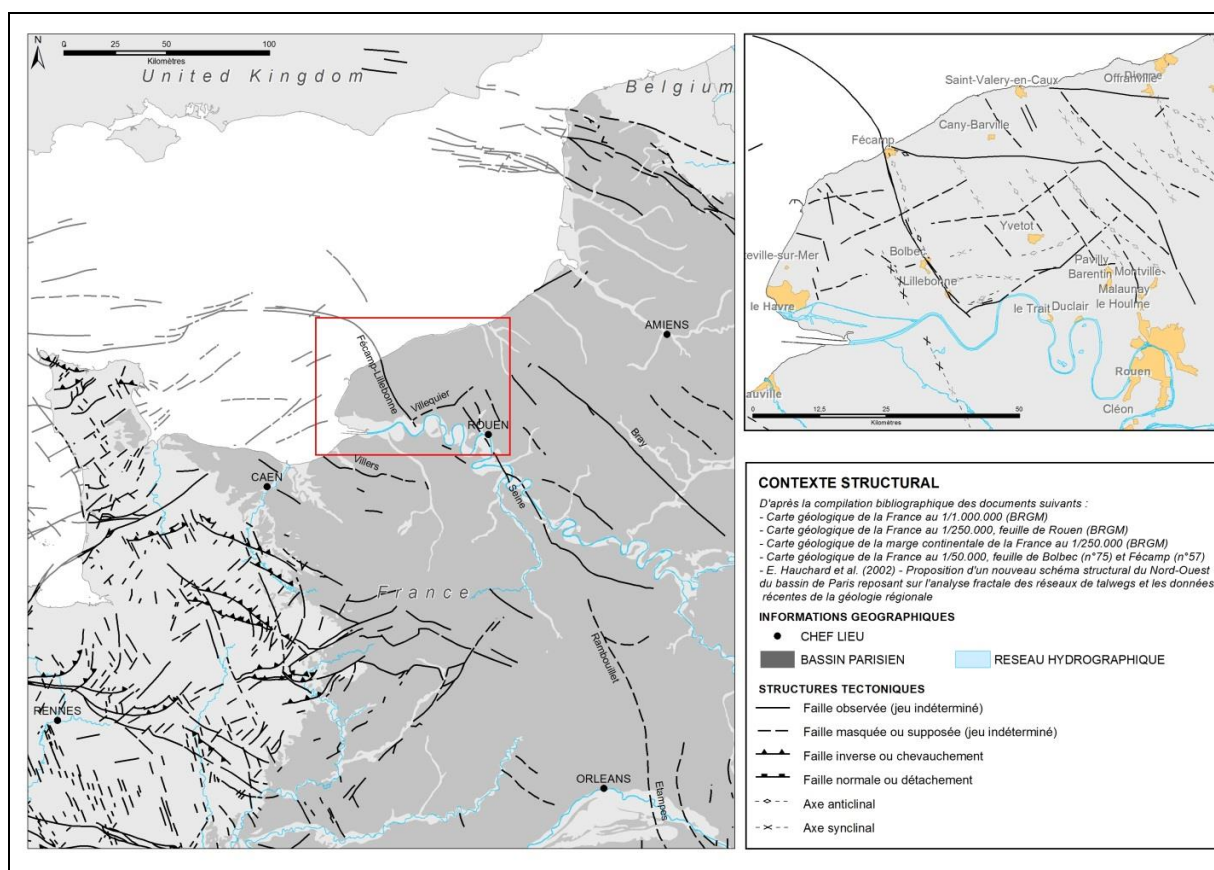 N
0 25 50 100
Kilomètres
United Kingdom
Belgium
AMIENS
Fécamp-Lillebonne
Villequier
ROUEN
Bray
Villers
CAEN
Seine
France
Rambouillet
RENNES
ORLEANS
Etampes
Saint-Valery-en-Caux
Offranville
Dieppe
Cany-Barville
Fécamp
Yvetot
Bolbec
teville-sur-Mer
Pavilly
Lillebonne
Barentin
Montville
Malaunay
le Havre
le Trait
Duclair
le Houlme
Rouen
auville
Cléon
0 12,5 25 50
Kilomètres
CONTEXTE STRUCTURAL
D'après la compilation bibliographique des documents suivants :
- Carte géologique de la France au 1/1.000.000 (BRGM)
- Carte géologique de la France au 1/250.000, feuille de Rouen (BRGM)
- Carte géologique de la marge continentale de la France au 1/250.000 (BRGM)
- Carte géologique de la France au 1/50.000, feuille de Bolbec (n°75) et Fécamp (n°57)
- E. Hauchard et al. (2002) - Proposition d'un nouveau schéma structural du Nord-Ouest
du bassin de Paris reposant sur l'analyse fractale des réseaux de talwegs et les données
récentes de la géologie régionale
INFORMATIONS GEOGRAPHIQUES
CHEF LIEU
BASSIN PARISIEN
RESEAU HYDROGRAPHIQUE
STRUCTURES TECTONIQUES
Faille observée (jeu indéterminé)
Faille masquée ou supposée (jeu indéterminé)
Faille inverse ou chevauchement
Faille normale ou détachement
Axe anticlinal
Axe synclinal